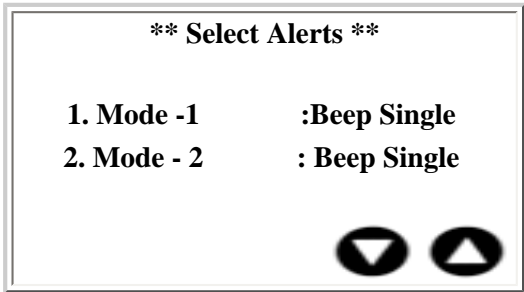 ** Select Alerts **
1. Mode -1 :Beep Single
2. Mode - 2 : Beep Single